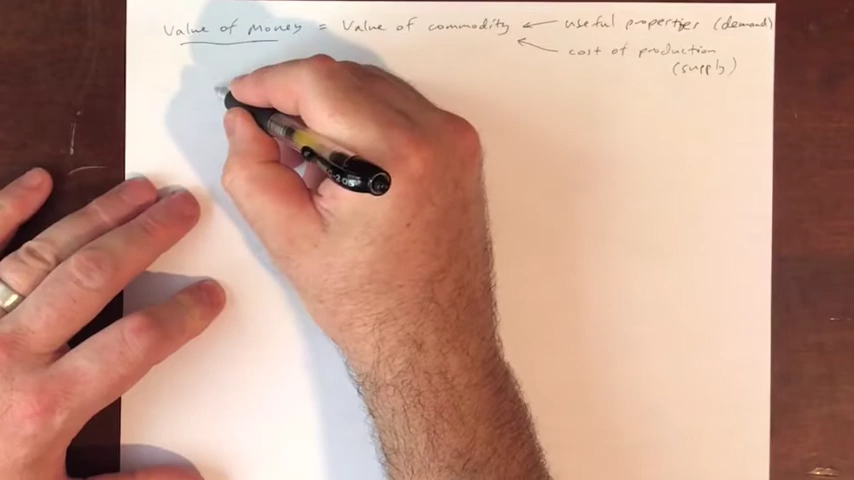 Value of money = Value of commodity ← useful properties (demand)
← cost of production
(supply)